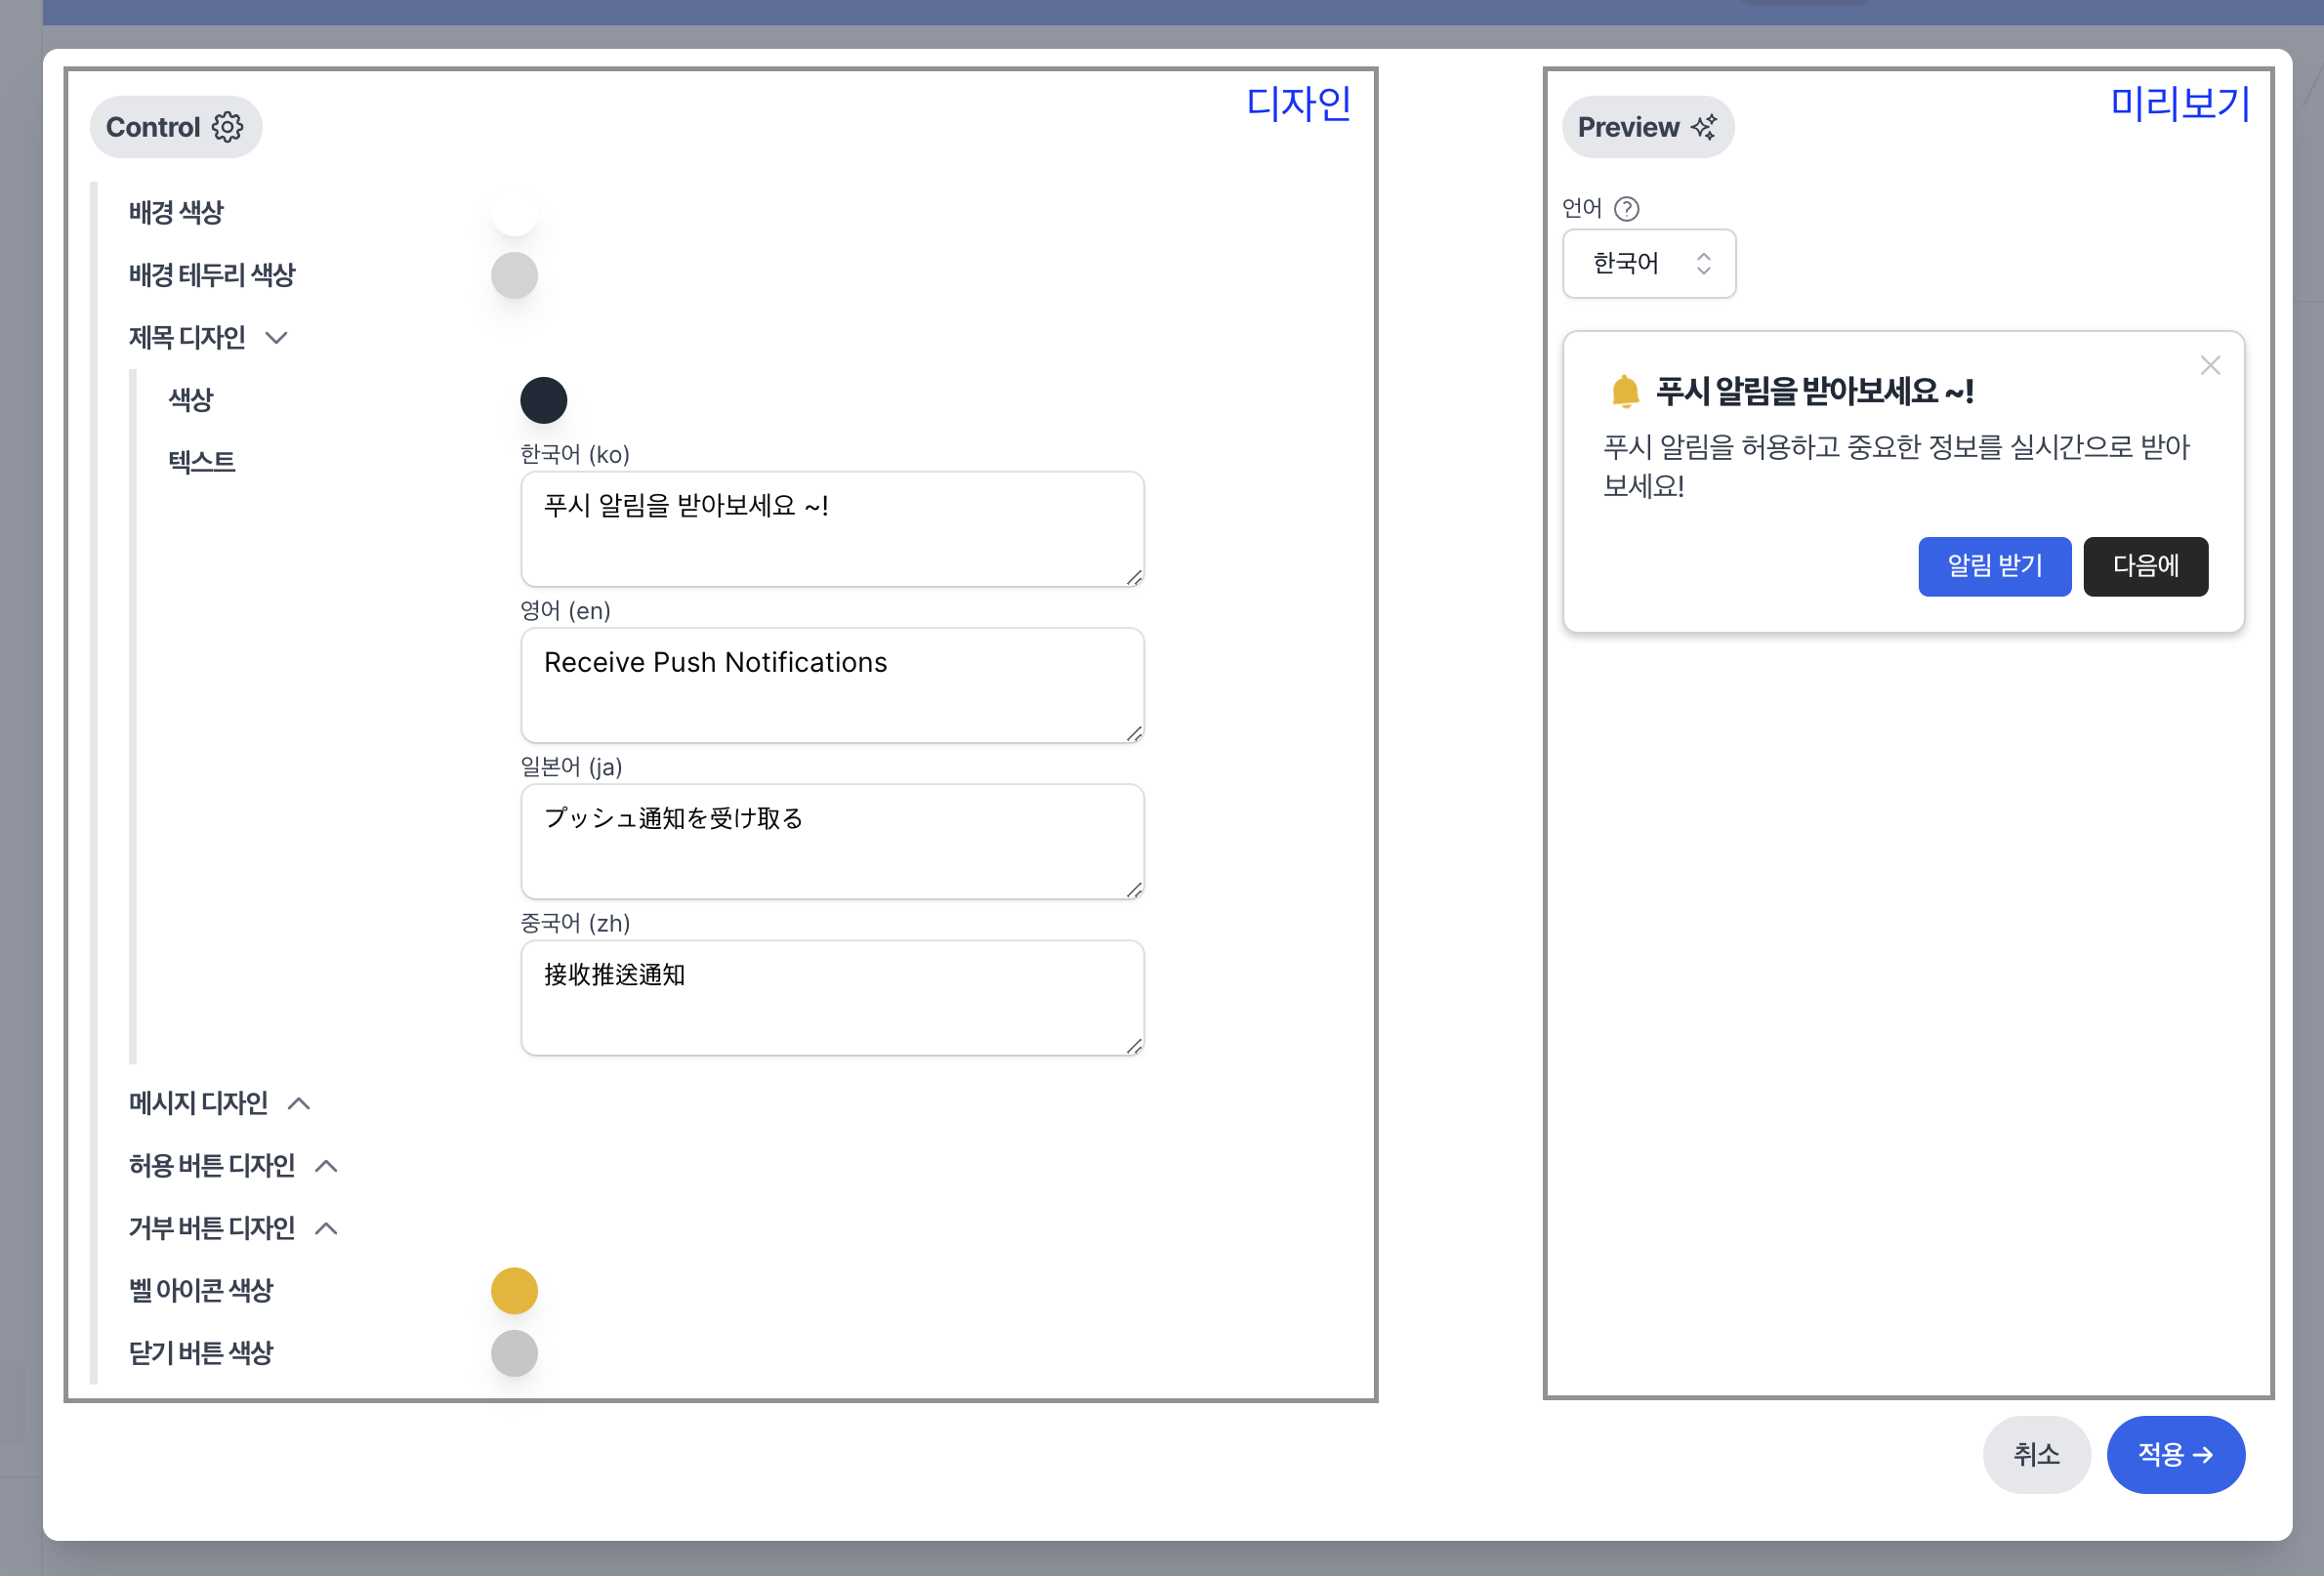 Control
디자인
배경 색상
배경 테두리 색상
제목 디자인
색상
텍스트
한국어 (ko)
푸시 알림을 받아보세요 ~!
영어 (en)
Receive Push Notifications
일본어 (ja)
プッシュ通知を受け取る
중국어 (zh)
接收推送通知
메시지 디자인
허용 버튼 디자인
거부 버튼 디자인
벨 아이콘 색상
닫기 버튼 색상
Preview
미리보기
언어
한국어
푸시 알림을 받아보세요 ~!
푸시 알림을 허용하고 중요한 정보를 실시간으로 받아
보세요!
알림 받기
다음에
취소
적용